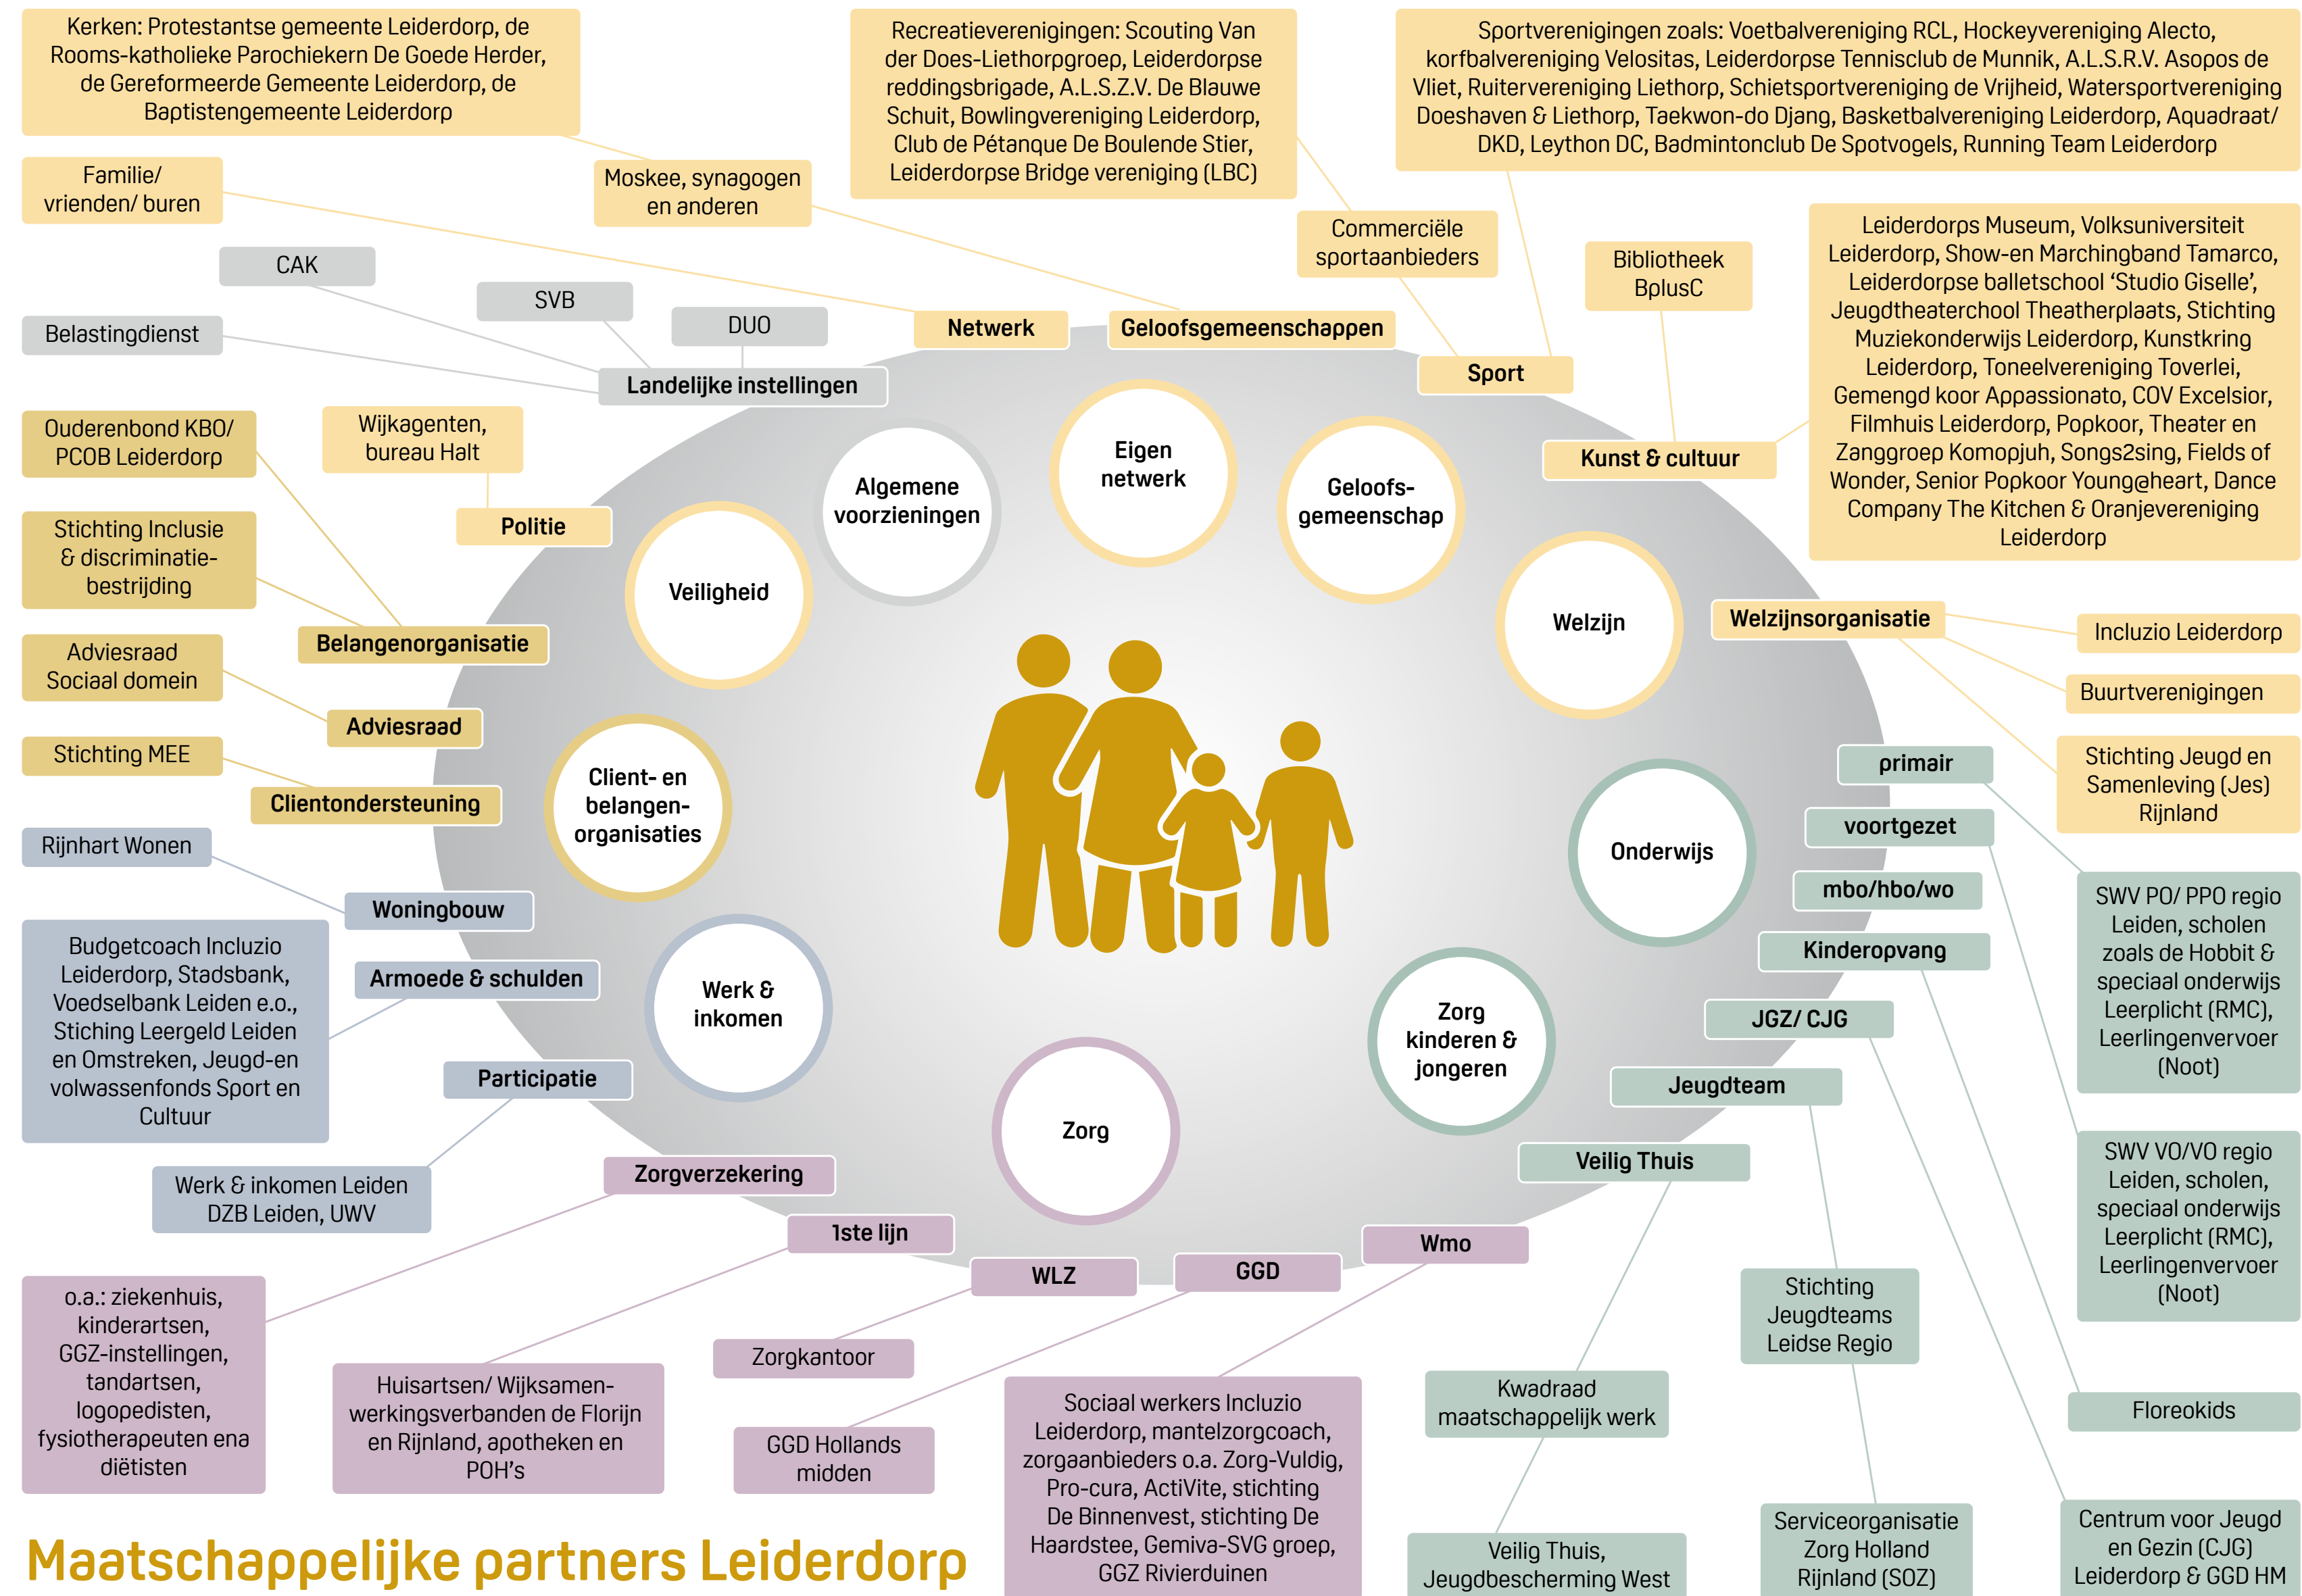 Kerken: Protestantse gemeente Leiderdorp, de
Rooms-katholieke Parochiekern De Goede Herder,
de Gereformeerde Gemeente Leiderdorp, de
Baptistengemeente Leiderdorp
Recreatieverenigingen: Scouting Van
der Does-Liethorpgroep, Leiderdorpse
reddingsbrigade, A.L.S.Z.V. De Blauwe
Schuit, Bowlingvereniging Leiderdorp,
Club de Pétanque De Boulende Stier,
Leiderdorpse Bridge vereniging (LBC)
Sportverenigingen zoals: Voetbalvereniging RCL, Hockeyvereniging Alecto,
korfbalvereniging Velositas, Leiderdorpse Tennisclub de Munnik, A.L.S.R.V. Asopos de
Vliet, Ruitervereniging Liethorp, Schietsportvereniging de Vrijheid, Watersportvereniging
Doeshaven & Liethorp, Taekwon-do Djang, Basketbalvereniging Leiderdorp, Aquadraat/
DKD, Leython DC, Badmintonclub De Spotvogels, Running Team Leiderdorp
Familie/
vrienden/ buren
Moskee, synagogen
en anderen
Commerciële
sportaanbieders
Bibliotheek
BplusC
Leiderdorps Museum, Volksuniversiteit
Leiderdorp, Show-en Marchingband Tamarco,
Leiderdorpse balletschool ‘Studio Giselle’,
Jeugdtheaterchool Theatherplaats, Stichting
Muziekonderwijs Leiderdorp, Kunstkring
Leiderdorp, Toneelvereniging Toverlei,
Gemengd koor Appassionato, COV Excelsior,
Filmhuis Leiderdorp, Popkoor, Theater en
Zanggroep Komopjuh, Songs2sing, Fields of
Wonder, Senior Popkoor Young@heart, Dance
Company The Kitchen & Oranjevereniging
Leiderdorp
CAK
SVB
DUO
Belastingdienst
Netwerk
Geloofsgemeenschappen
Sport
Landelijke instellingen
Kunst & cultuur
Ouderenbond KBO/
PCOB Leiderdorp
Wijkagenten,
bureau Halt
Politie
Stichting Inclusie
& discriminatie-
bestrijding
Belangenorganisatie
Adviesraad
Sociaal domein
Adviesraad
Stichting MEE
Clientondersteuning
Algemene
voorzieningen
Eigen
netwerk
Geloofs-
gemeenschap
Veiligheid
Welzijn
Welzijnsorganisatie
Incluzio Leiderdorp
Buurtverenigingen
Stichting Jeugd en
Samenleving (Jes)
Rijnland
Client- en
belangen-
organisaties
Onderwijs
primair
voortgezet
mbo/hbo/wo
Kinderopvang
JGZ/ CJG
Jeugdteam
Veilig Thuis
SWV PO/ PPO regio
Leiden, scholen
zoals de Hobbit &
speciaal onderwijs
Leerplicht (RMC),
Leerlingenvervoer
(Noot)
SWV VO/VO regio
Leiden, scholen,
speciaal onderwijs
Leerplicht (RMC),
Leerlingenvervoer
(Noot)
Rijnhart Wonen
Woningbouw
Budgetcoach Incluzio
Leiderdorp, Stadsbank,
Voedselbank Leiden e.o.,
Stiching Leergeld Leiden
en Omstreken, Jeugd-en
volwassenfonds Sport en
Cultuur
Armoede & schulden
Participatie
Werk & inkomen Leiden
DZB Leiden, UWV
Werk &
inkomen
Zorg
Zorg
kinderen &
jongeren
Zorgverzekering
1ste lijn
WLZ
GGD
Wmo
o.a.: ziekenhuis,
kinderartsen,
GGZ-instellingen,
tandartsen,
logopedisten,
fysiotherapeuten ena
diëtisten
Huisartsen/ Wijksamen-
werkingsverbanden de Florijn
en Rijnland, apotheken en
POH’s
Zorgkantoor
GGD Hollands
midden
Sociaal werkers Incluzio
Leiderdorp, mantelzorgcoach,
zorgaanbieders o.a. Zorg-Vuldig,
Pro-cura, ActiVite, stichting
De Binnenvest, stichting De
Haardstee, Gemiva-SVG groep,
GGZ Rivierduinen
Kwadraad
maatschappelijk werk
Veilig Thuis,
Jeugdbescherming West
Stichting
Jeugdteams
Leidse Regio
Serviceorganisatie
Zorg Holland
Rijnland (SOZ)
Floreokids
Centrum voor Jeugd
en Gezin (CJG)
Leiderdorp & GGD HM
Maatschappelijke partners Leiderdorp